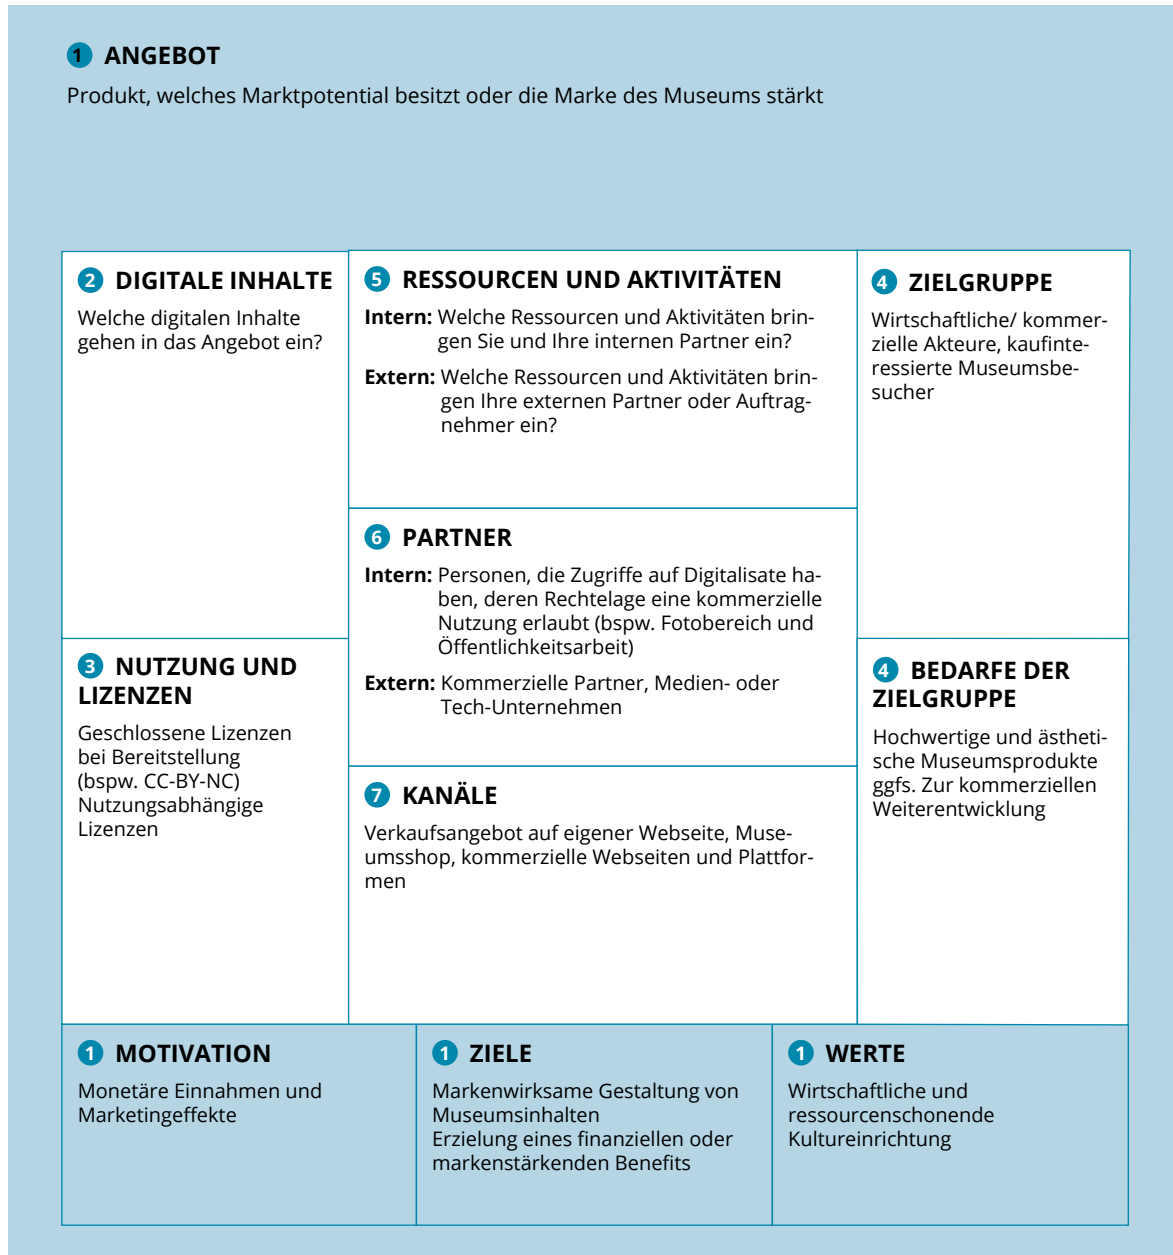 1 ANGEBOT
Produkt, welches Marktpotential besitzt oder die Marke des Museums stärkt
2 DIGITALE INHALTE
Welche digitalen Inhalte
gehen in das Angebot ein?
3 NUTZUNG UND
LIZENZEN
Geschlossene Lizenzen
bei Bereitstellung
(bspw. CC-BY-NC)
Nutzungsabhängige
Lizenzen
5 RESSOURCEN UND AKTIVITÄTEN
Intern: Welche Ressourcen und Aktivitäten brin-
gen Sie und Ihre internen Partner ein?
Extern: Welche Ressourcen und Aktivitäten brin-
gen Ihre externen Partner oder Auftrag-
nehmer ein?
6 PARTNER
Intern: Personen, die Zugriffe auf Digitalisate ha-
ben, deren Rechtelage eine kommerzielle
Nutzung erlaubt (bspw. Fotobereich und
Öffentlichkeitsarbeit)
Extern: Kommerzielle Partner, Medien- oder
Tech-Unternehmen
7 KANÄLE
Verkaufsangebot auf eigener Webseite, Muse-
umsshop, kommerzielle Webseiten und Plattfor-
men
4 ZIELGRUPPE
Wirtschaftliche/ kommer-
zielle Akteure, kaufinte-
ressierte Museumsbe-
sucher
4 BEDARFE DER
ZIELGRUPPE
Hochwertige und ästheti-
sche Museumsprodukte
ggfs. Zur kommerziellen
Weiterentwicklung
1 MOTIVATION
Monetäre Einnahmen und
Marketingeffekte
1 ZIELE
Markenwirksame Gestaltung von
Museumsinhalten
Erzielung eines finanziellen oder
markenstärkenden Benefits
1 WERTE
Wirtschaftliche und
ressourcenschonende
Kultureinrichtung